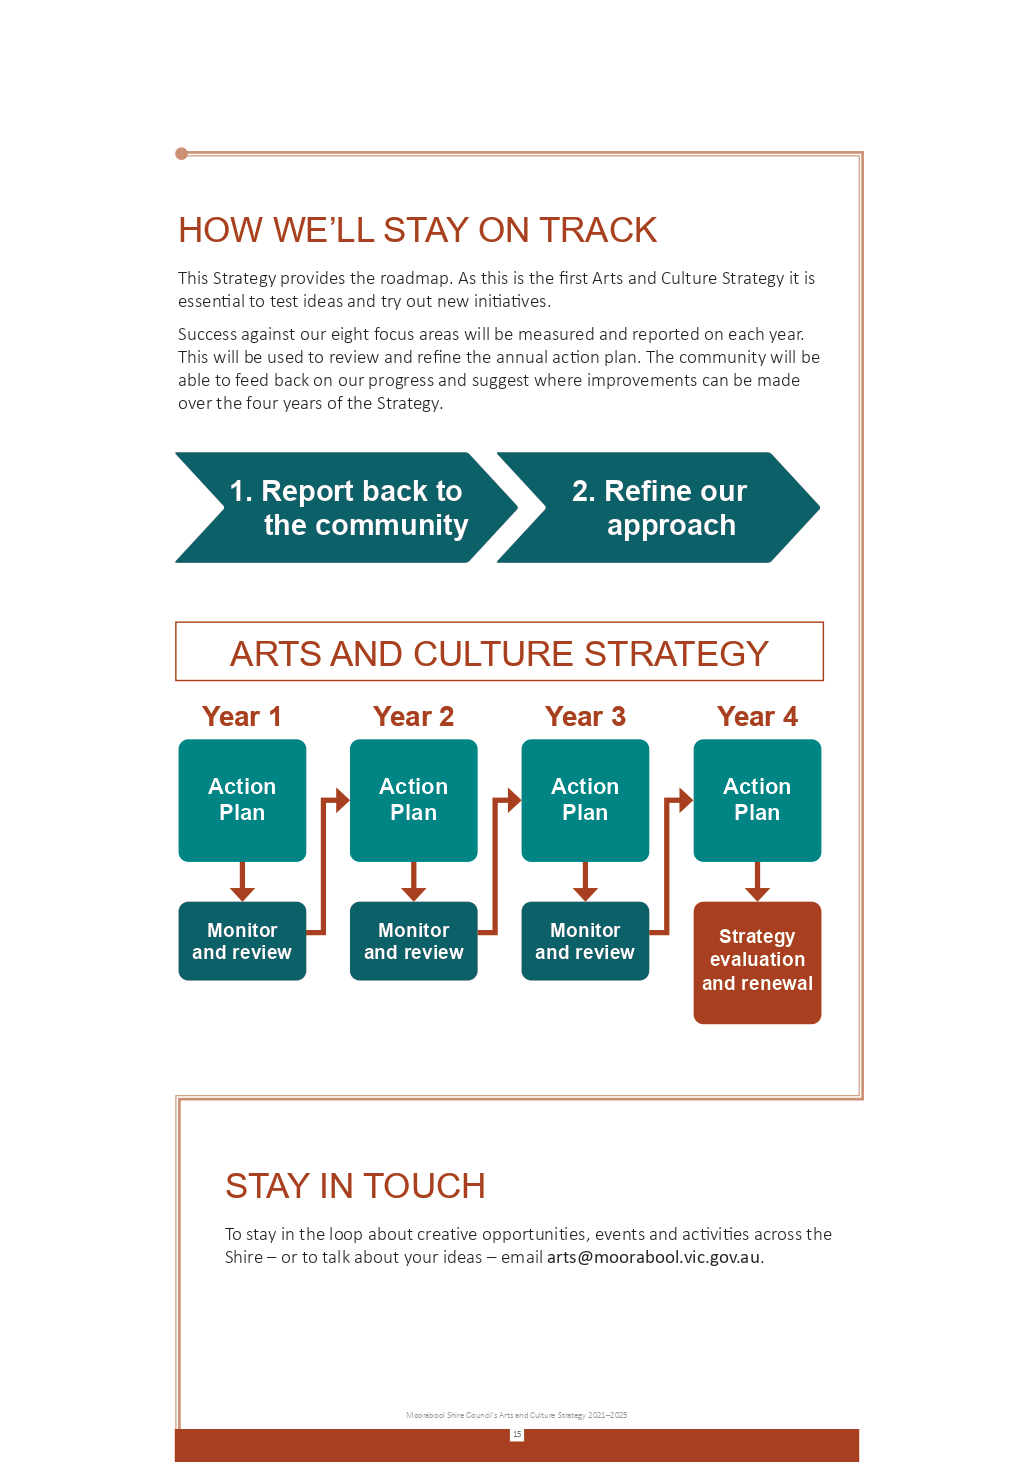 HOW WE’LL STAY ON TRACK
This Strategy provides the roadmap. As this is the first Arts and Culture Strategy it is
essential to test ideas and try out new initiatives.
Success against our eight focus areas will be measured and reported on each year.
This will be used to review and refine the annual action plan. The community will be
able to feed back on our progress and suggest where improvements can be made
over the four years of the Strategy.
1. Report back to
the community
2. Refine our
approach
ARTS AND CULTURE STRATEGY
Year 1
Year 2
Year 3
Year 4
Action
Plan
Action
Plan
Action
Plan
Action
Plan
Monitor
and review
Monitor
and review
Monitor
and review
Strategy
evaluation
and renewal
STAY IN TOUCH
To stay in the loop about creative opportunities, events and activities across the
Shire – or to talk about your ideas – email arts@moorabool.vic.gov.au.
Moorabool Shire Council's Arts and Culture Strategy 2021–2025
15